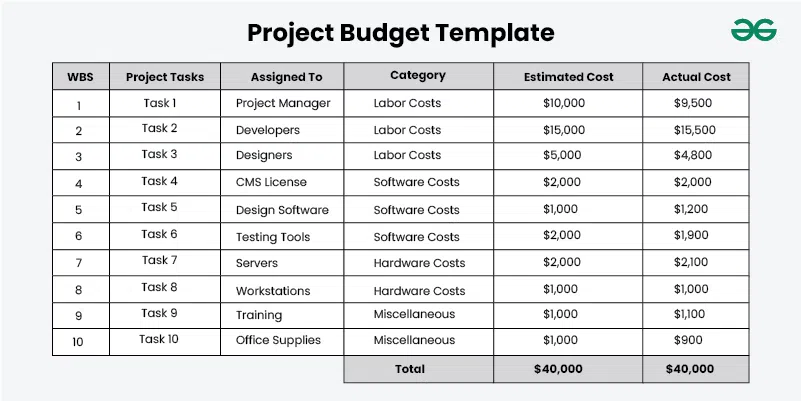 Project Budget Template
WBS Project Tasks Assigned To Category Estimated Cost Actual Cost
1 Task 1 Project Manager Labor Costs $10,000 $9,500
2 Task 2 Developers Labor Costs $15,000 $15,500
3 Task 3 Designers Labor Costs $5,000 $4,800
4 Task 4 CMS License Software Costs $2,000 $2,000
5 Task 5 Design Software Software Costs $1,000 $1,200
6 Task 6 Testing Tools Software Costs $2,000 $1,900
7 Task 7 Servers Hardware Costs $2,000 $2,100
8 Task 8 Workstations Hardware Costs $1,000 $1,000
9 Task 9 Training Miscellaneous $1,000 $1,100
10 Task 10 Office Supplies Miscellaneous $1,000 $900
Total $40,000 $40,000